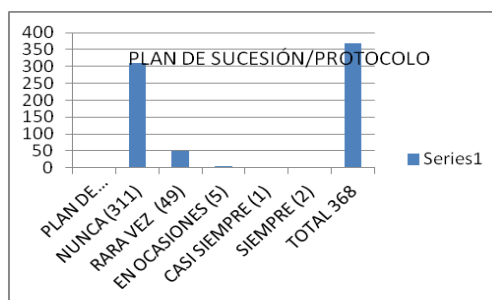 PLAN DE SUCESIÓN/PROTOCOLO
400
350
300
250
200
150
100
50
0
PLAN DE...
NUNCA (311)
RARA VEZ (49)
EN OCASIONES (5)
CASI SIEMPRE (1)
SIEMPRE (2)
TOTAL 368
Series1